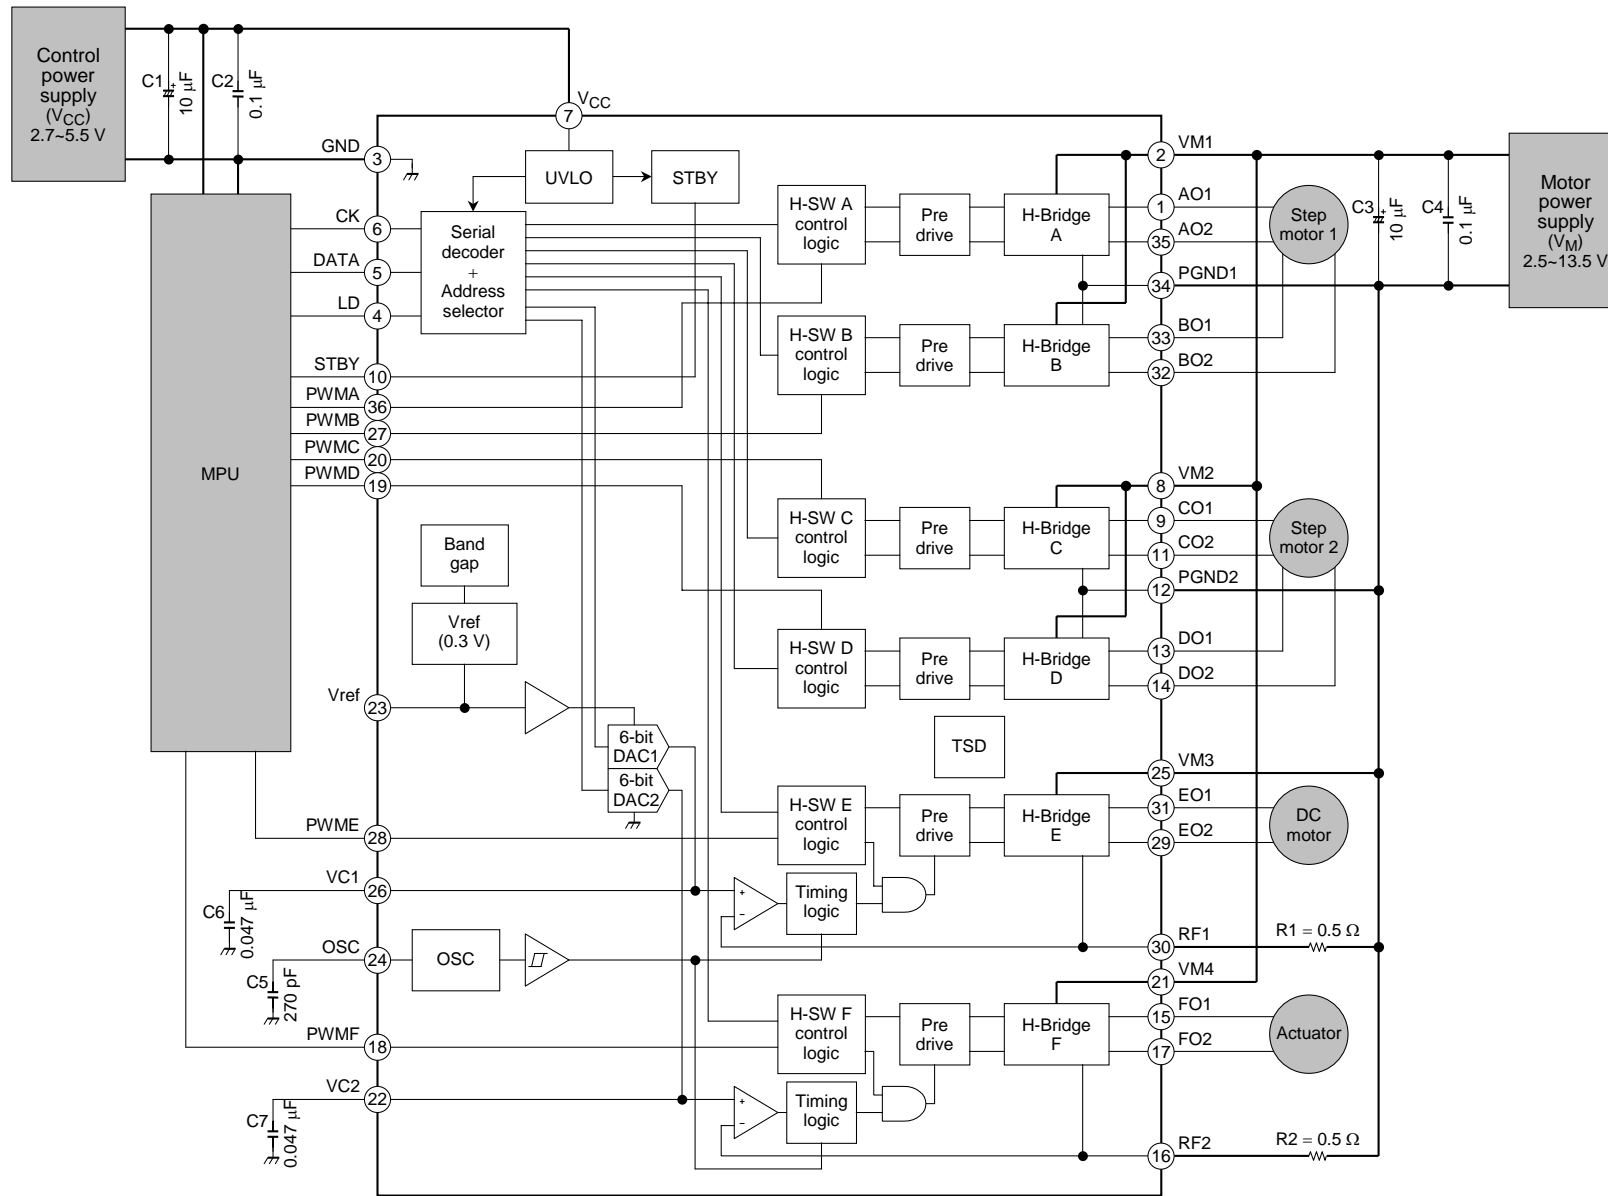 Control
power
supply
(VCC)
2.7~5.5 V
C1
+
10 μF
C2
0.1 μF
VCC
7
GND
3
UVLO
STBY
MPU
CK
6
DATA
5
LD
4
STBY
10
PWMA
36
PWMB
27
PWMC
20
PWMD
19
Serial
decoder
+
Address
selector
H-SW A
control
logic
Pre
drive
H-Bridge
A
H-SW B
control
logic
Pre
drive
H-Bridge
B
2
VM1
1
AO1
35
AO2
34
PGND1
33
BO1
32
BO2
Step
motor 1
C3
+
10 μF
C4
0.1 μF
Motor
power
supply
(VM)
2.5~13.5 V
H-SW C
control
logic
Pre
drive
H-Bridge
C
H-SW D
control
logic
Pre
drive
H-Bridge
D
8
VM2
9
CO1
11
CO2
12
PGND2
13
DO1
14
DO2
Step
motor 2
Band
gap
Vref
(0.3 V)
Vref
23
6-bit
DAC1
6-bit
DAC2
TSD
PWME
28
VC1
26
C6
0.047 μF
OSC
24
C5
270 pF
OSC
PWMF
18
VC2
22
C7
0.047 μF
H-SW E
control
logic
Pre
drive
H-Bridge
E
+
−
Timing
logic
25
VM3
31
EO1
29
EO2
DC
motor
30
RF1
R1 = 0.5 Ω
21
VM4
H-SW F
control
logic
Pre
drive
H-Bridge
F
+
−
Timing
logic
15
FO1
17
FO2
Actuator
16
RF2
R2 = 0.5 Ω